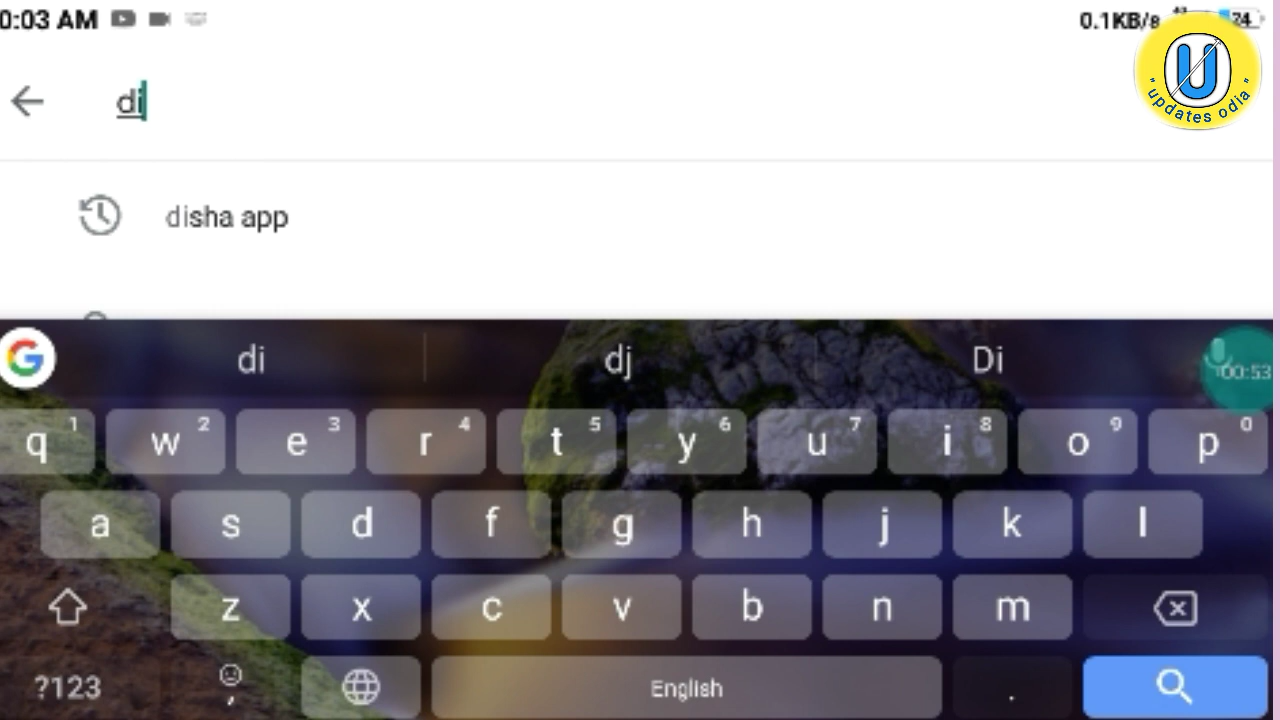 0:03 AM
0.1KB/s
24
di
U
" updates odia "
disha app
di dj Di
00:53
q 1 w 2 e 3 r 4 t 5 y 6 u 7 i 8 o 9 p 0
a s d f g h j k l
z x c v b n m
?123 , English .